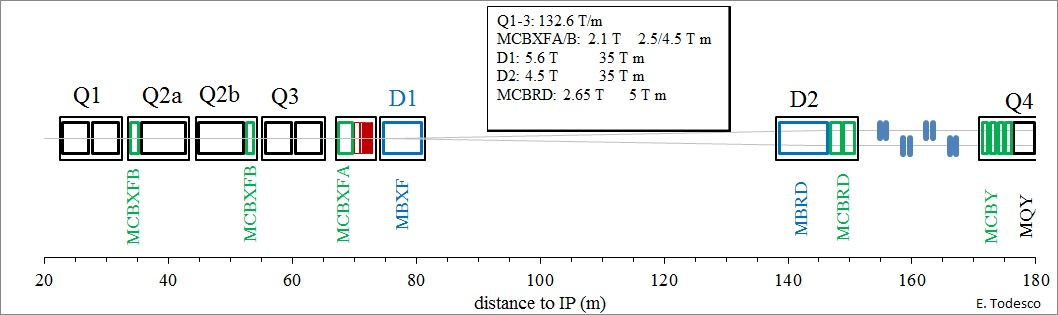 Q1-3: 132.6 T/m
MCBXFA/B: 2.1 T 2.5/4.5 T m
D1: 5.6 T 35 T m
D2: 4.5 T 35 T m
MCBRD: 2.65 T 5 T m
Q1 Q2a Q2b Q3 D1 D2 Q4
MCBXFB
MCBXFB
MCBXFA
MBXF
MBRD
MCBRD
MCBY
MQY
20 40 60 80 100 120 140 160 180
distance to IP (m)
E. Todesco